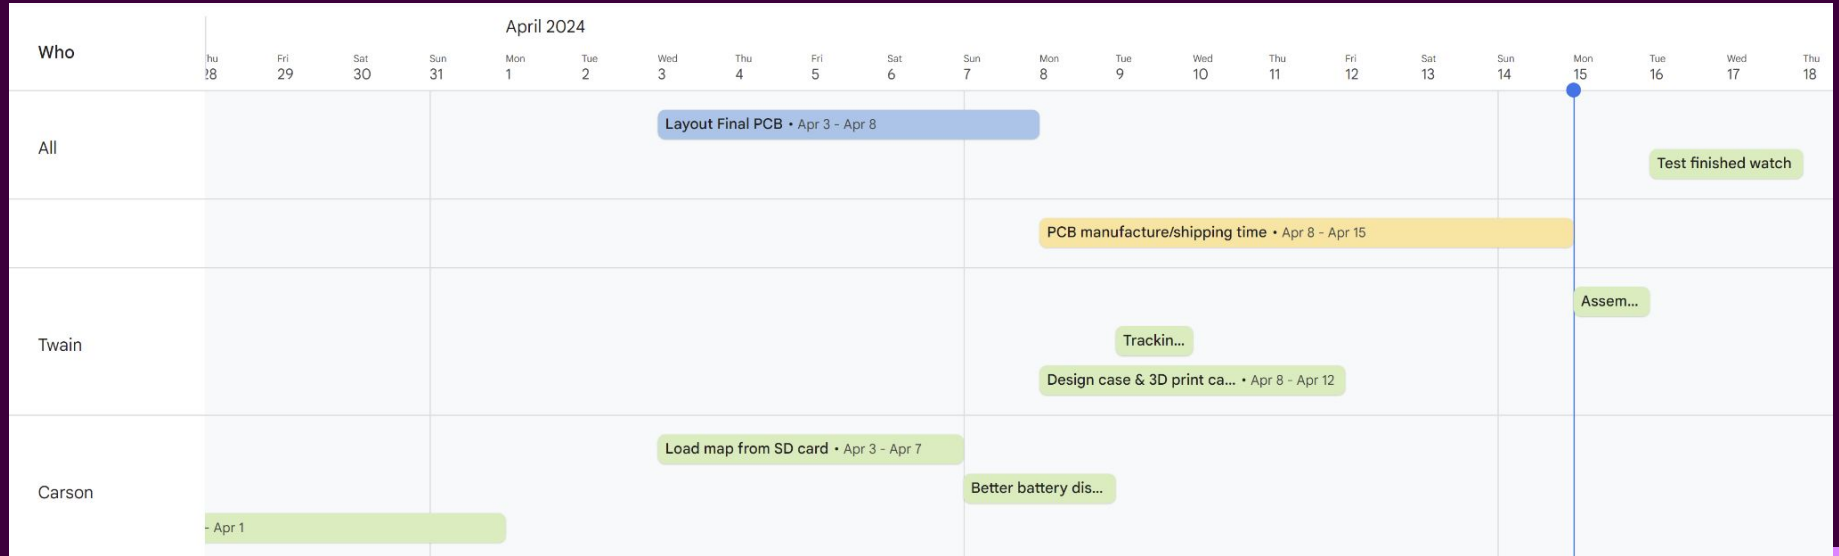 April 2024
Who
hu Fri Sat Sun Mon Tue Wed Thu Fri Sat Sun Mon Tue Wed Thu Fri Sat Sun Mon Tue Wed Thu
28 29 30 31 1 2 3 4 5 6 7 8 9 10 11 12 13 14 15 16 17 18
All
Layout Final PCB • Apr 3 - Apr 8
Test finished watch
PCB manufacture/shipping time • Apr 8 - Apr 15
Twain
Assem...
Trackin...
Design case & 3D print ca... • Apr 8 - Apr 12
Carson
Load map from SD card • Apr 3 - Apr 7
Better battery dis...
- Apr 1